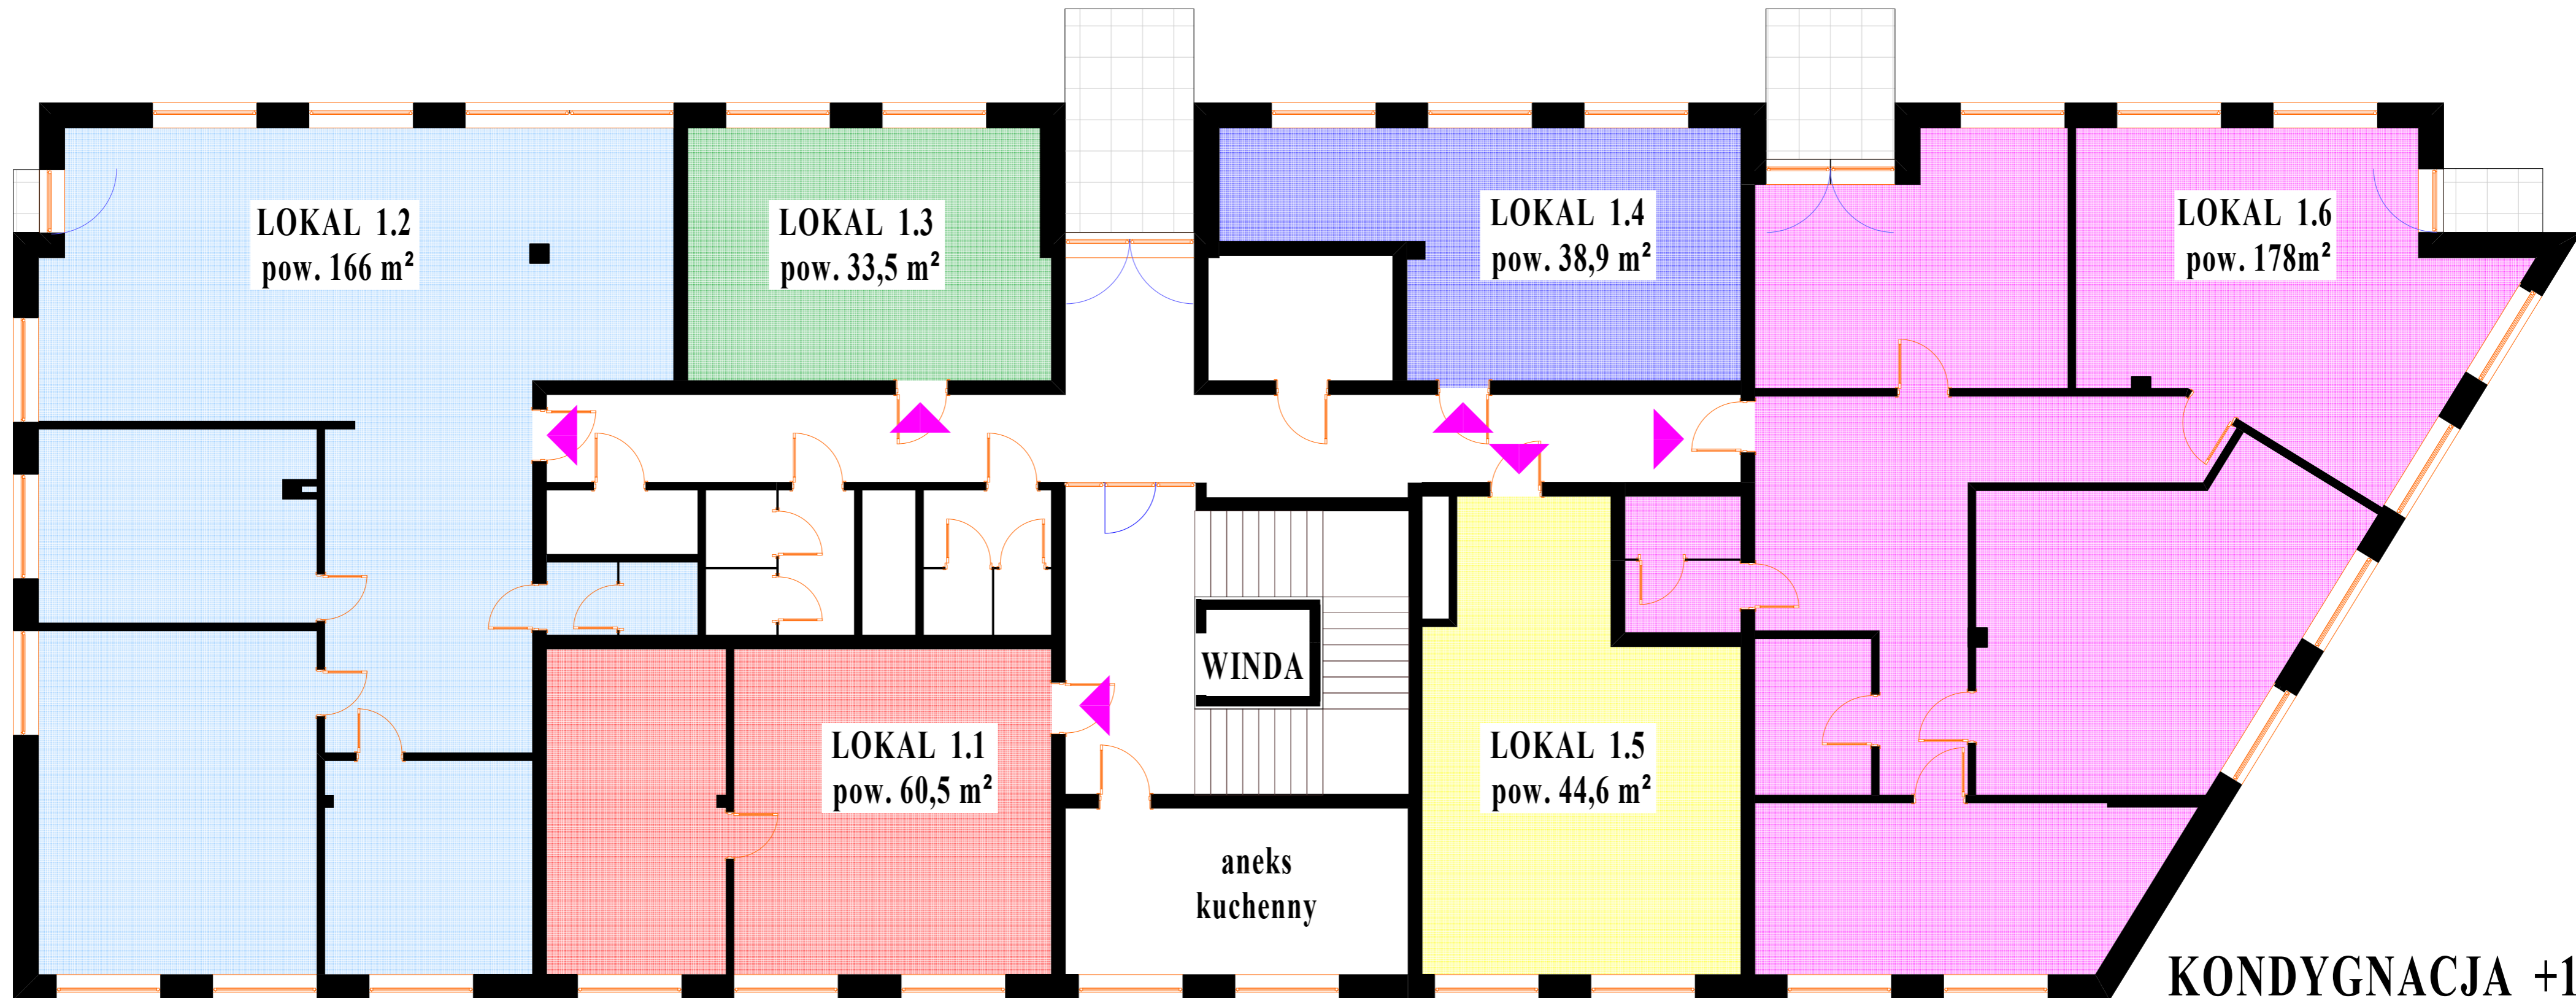 LOKAL 1.2
pow. 166 m²
LOKAL 1.3
pow. 33,5 m²
LOKAL 1.4
pow. 38,9 m²
LOKAL 1.6
pow. 178m²
WINDA
LOKAL 1.1
pow. 60,5 m²
LOKAL 1.5
pow. 44,6 m²
aneks
kuchenny
KONDYGNACJA +1